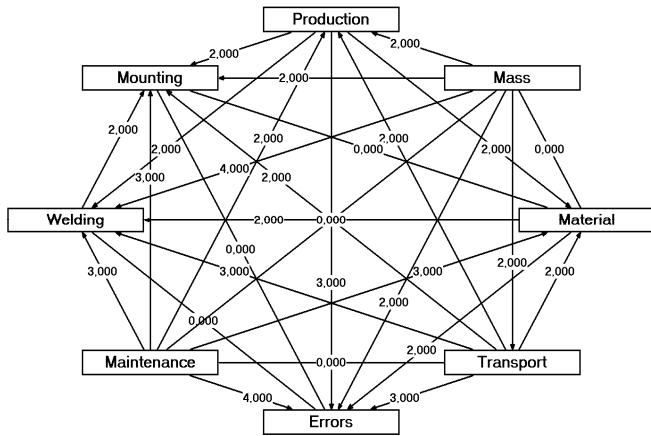 Production
2,000 2,000
Mounting 2,000 Mass
2,000 2,000 2,000
2,000 0,000 2,000 0,000
3,000 4,000 2,000
Welding 2,000 0,000 Material
0,000 2,000
3,000 3,000 3,000 3,000 2,000
2,000
0,000 2,000
Maintenance 0,000 Transport
4,000 3,000
Errors